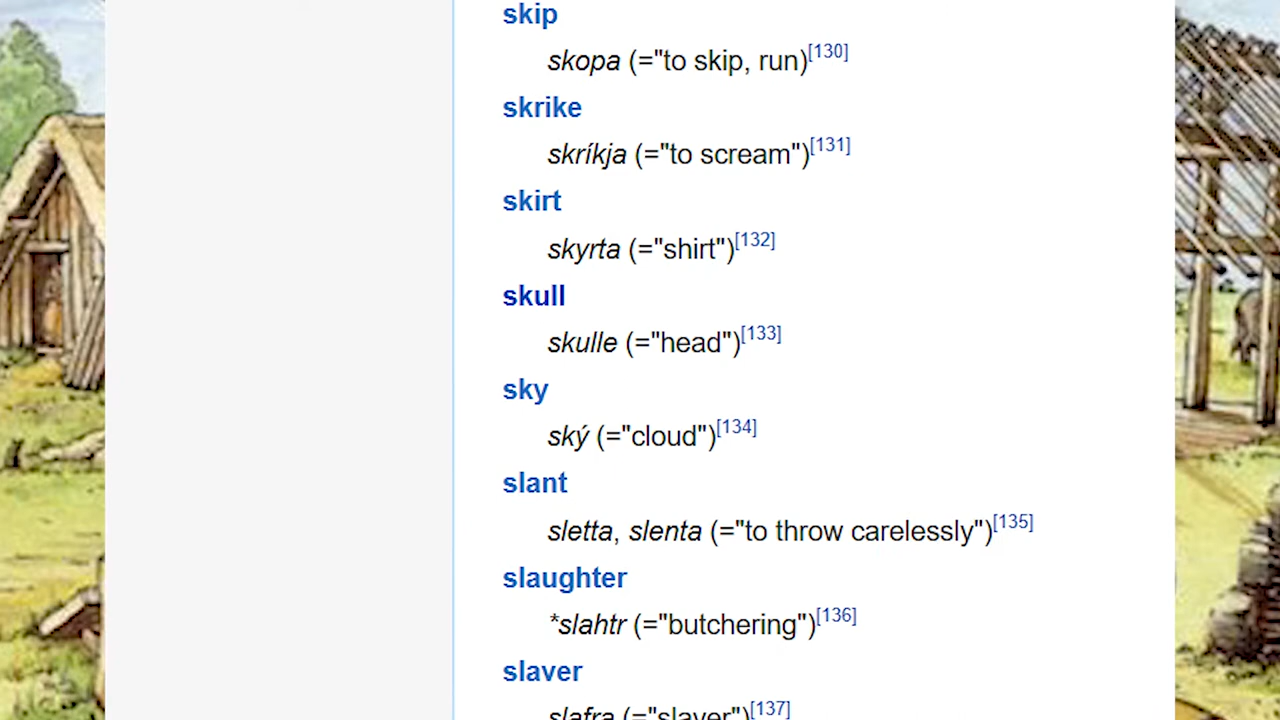 skip
skopa (="to skip, run)[130]
skrike
skríkja (="to scream")[131]
skirt
skyrta (="shirt")[132]
skull
skulle (="head")[133]
sky
ský (="cloud")[134]
slant
sletta, slenta (="to throw carelessly")[135]
slaughter
*slahtr (="butchering")[136]
slaver
slafra (="slaver")[137]